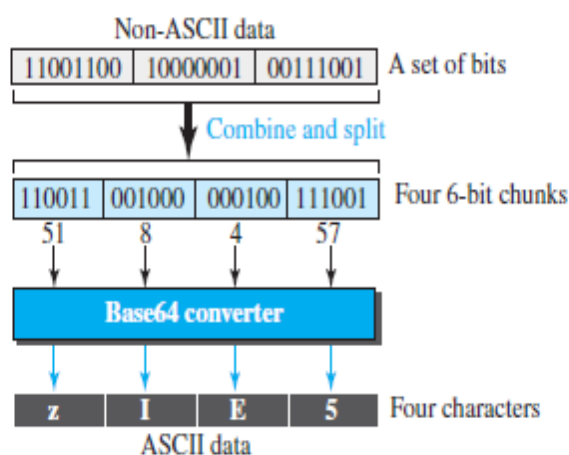 Non-ASCII data
11001100 10000001 00111001 A set of bits
Combine and split
110011 001000 000100 111001 Four 6-bit chunks
51 8 4 57
Base64 converter
z I E 5 Four characters
ASCII data